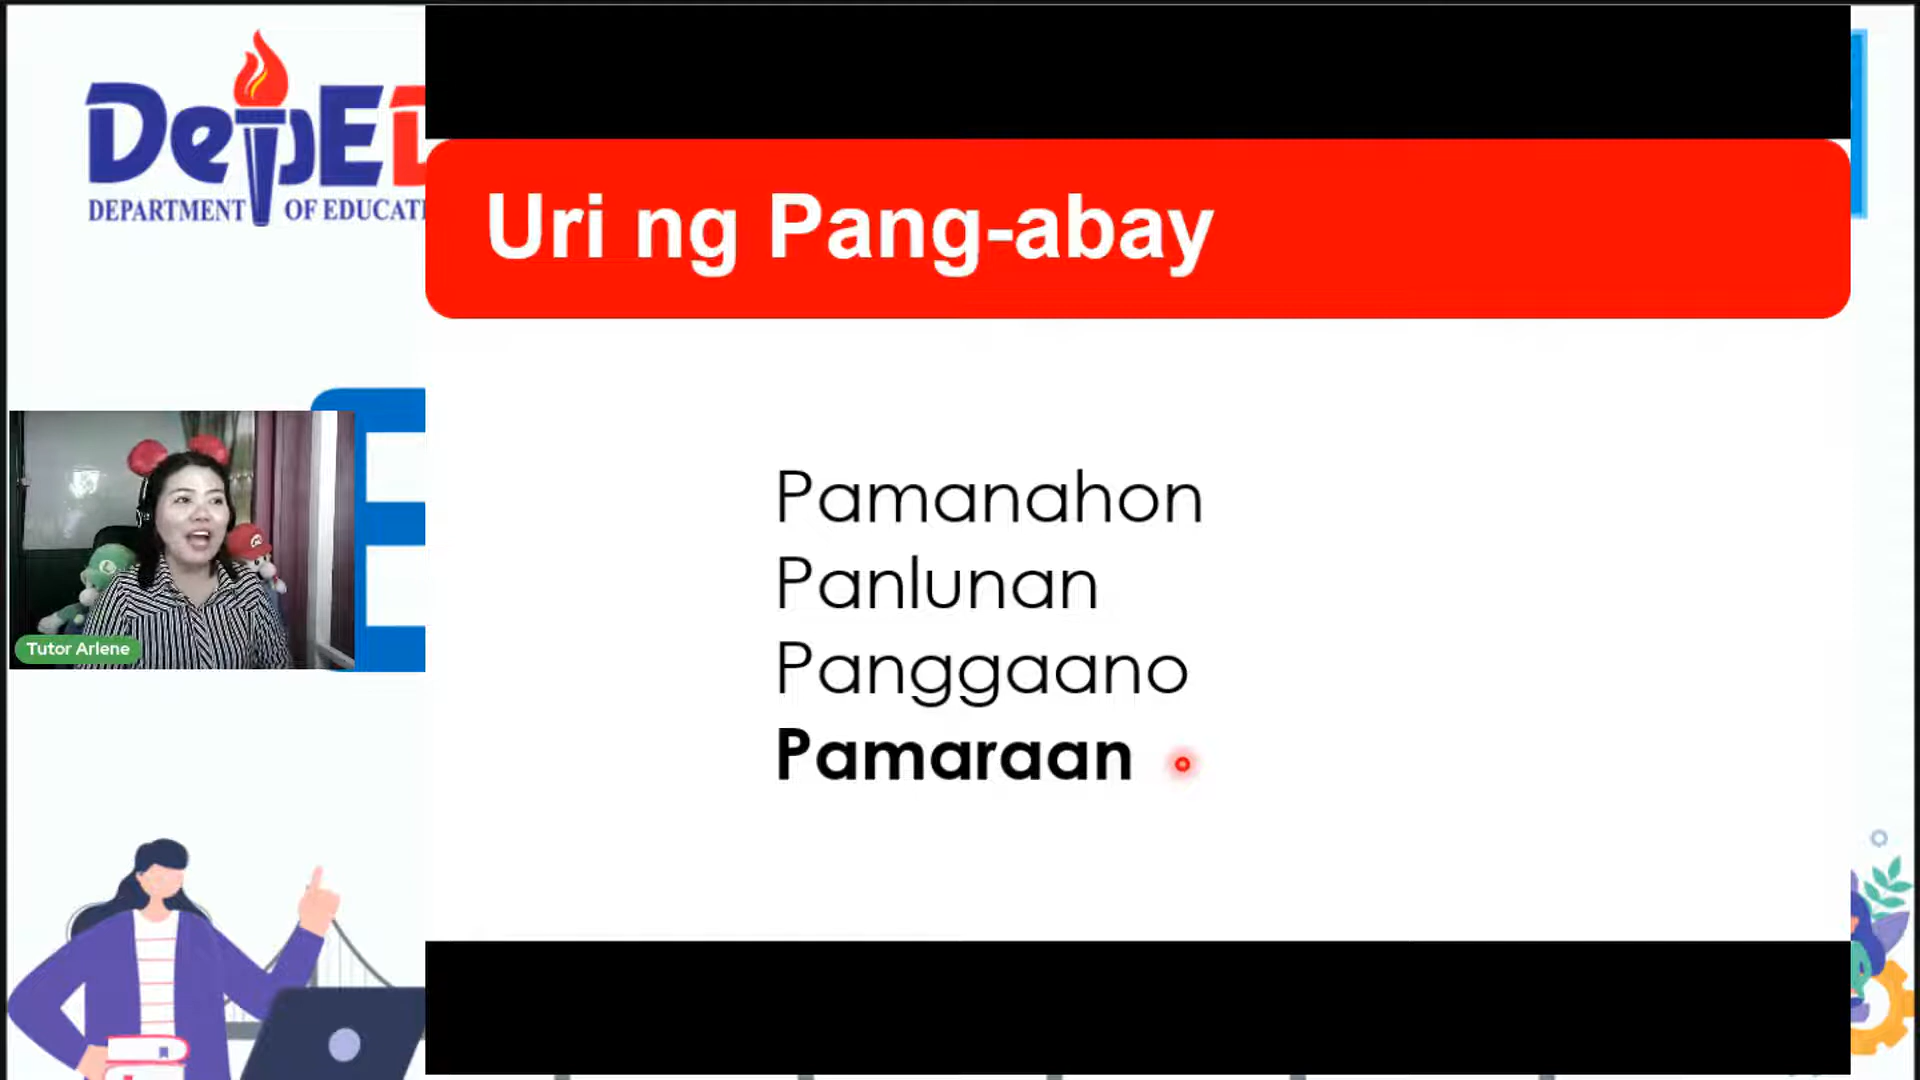 DepED
DEPARTMENT OF EDUCATI
Uri ng Pang-abay
Pamanahon
Panlunan
Panggaano
Pamaraan
Tutor Arlene